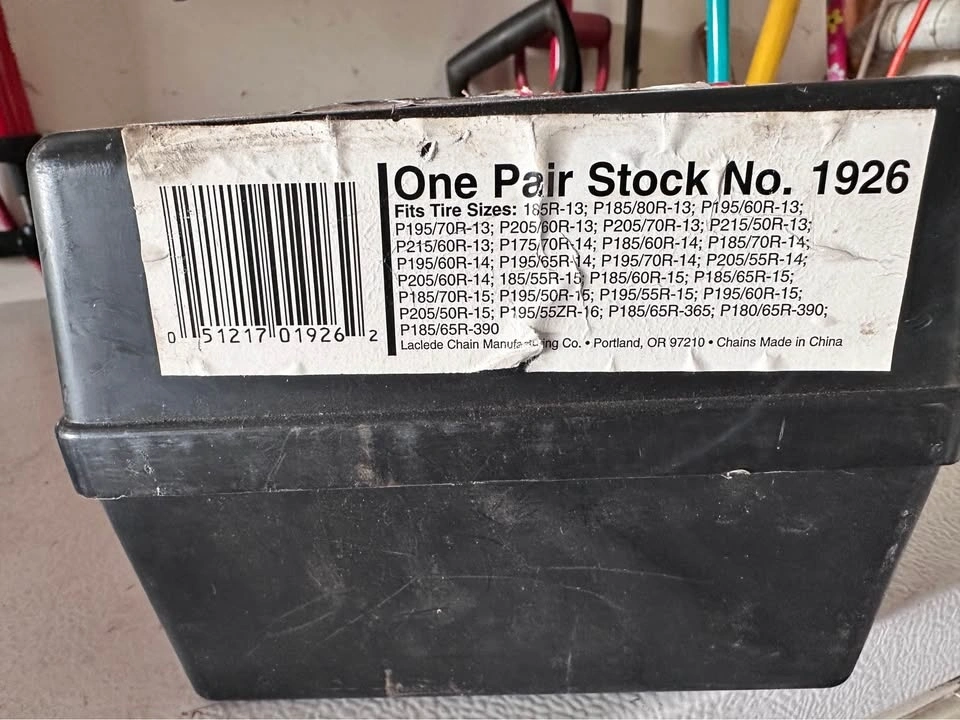 One Pair Stock No. 1926
Fits Tire Sizes: 185R-13; P185/80R-13; P195/60R-13;
P195/70R-13; P205/60R-13; P205/70R-13; P215/50R-13;
P215/60R-13; P175/70R-14; P185/60R-14; P185/70R-14;
P195/60R-14; P195/65R-14; P195/70R-14; P205/55R-14;
P205/60R-14; 185/55R-15; P185/60R-15; P185/65R-15;
P185/70R-15; P195/50R-15; P195/55R-15; P195/60R-15;
P205/50R-15; P195/55ZR-16; P185/65R-365; P180/65R-390;
P185/65R-390
Laclede Chain Manufacturing Co. • Portland, OR 97210 • Chains Made in China
0 51217 01926 2